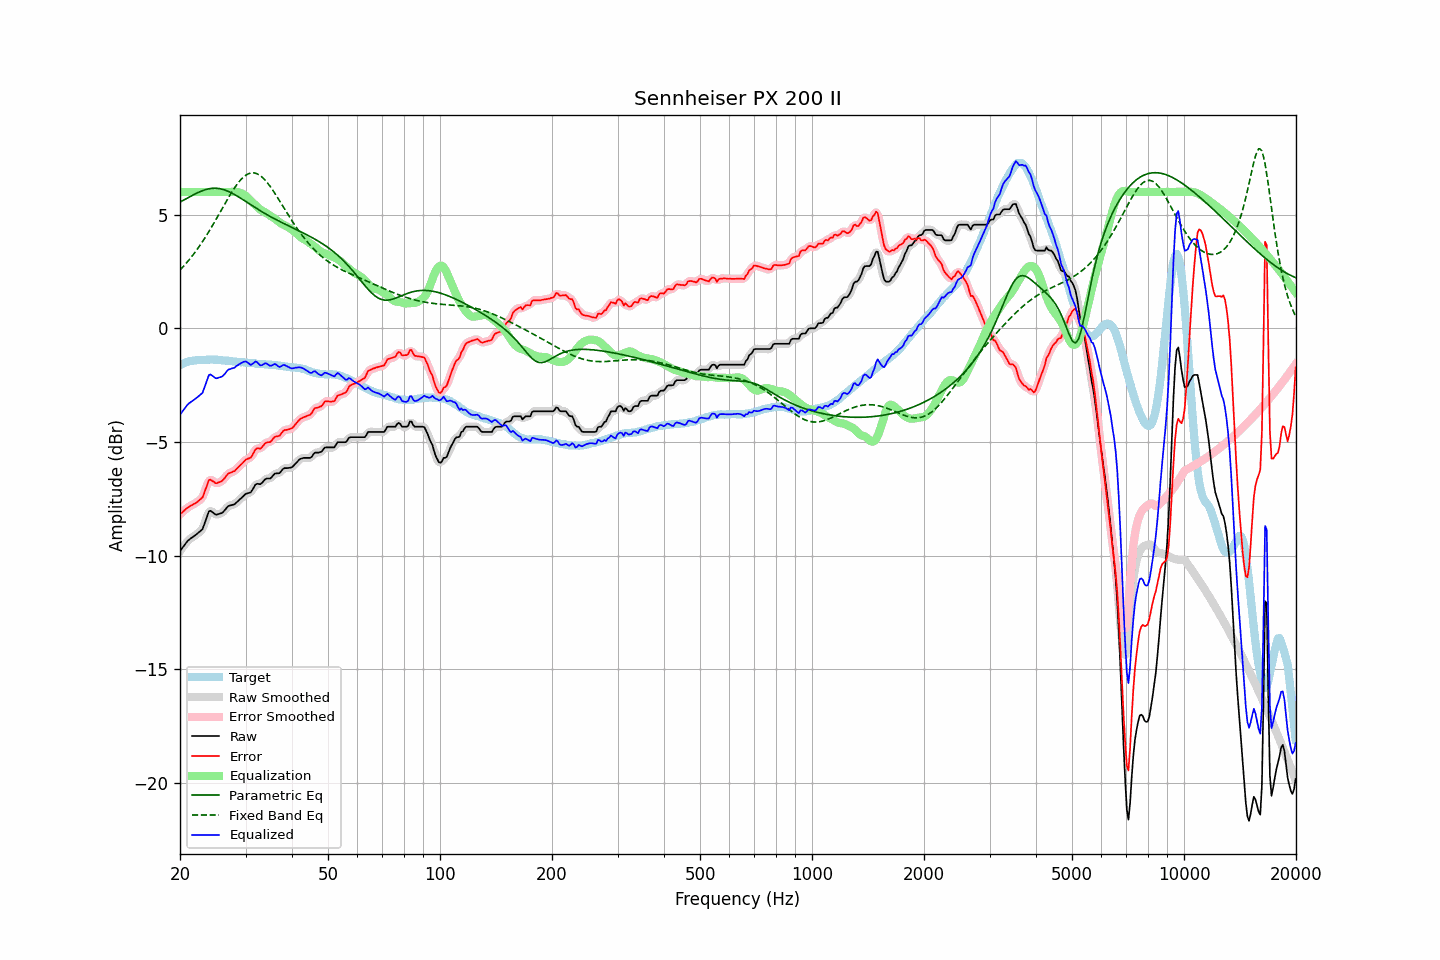 Sennheiser PX 200 II
Amplitude (dBr)
5
0
−5
−10
−15
−20
Target
Raw Smoothed
Error Smoothed
Raw
Error
Equalization
Parametric Eq
Fixed Band Eq
Equalized
20
50
100
200
500
1000
2000
5000
10000
20000
Frequency (Hz)